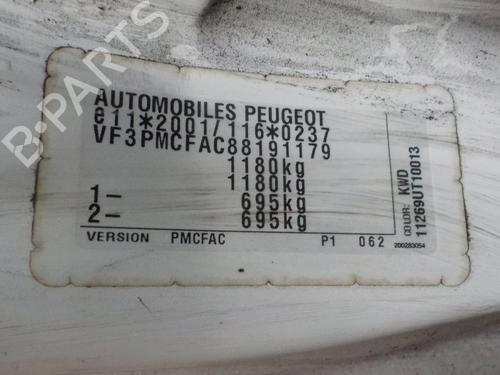 B-PARTS
AUTOMOBILES PEUGEOT
e11*2001/116*0237
VF3PMCFAC88191179
1180kg
1180kg
1- 695kg
2- 695kg
VERSION PMCFAC P1 062
COLOR: KWD
11269UT10013
200283054